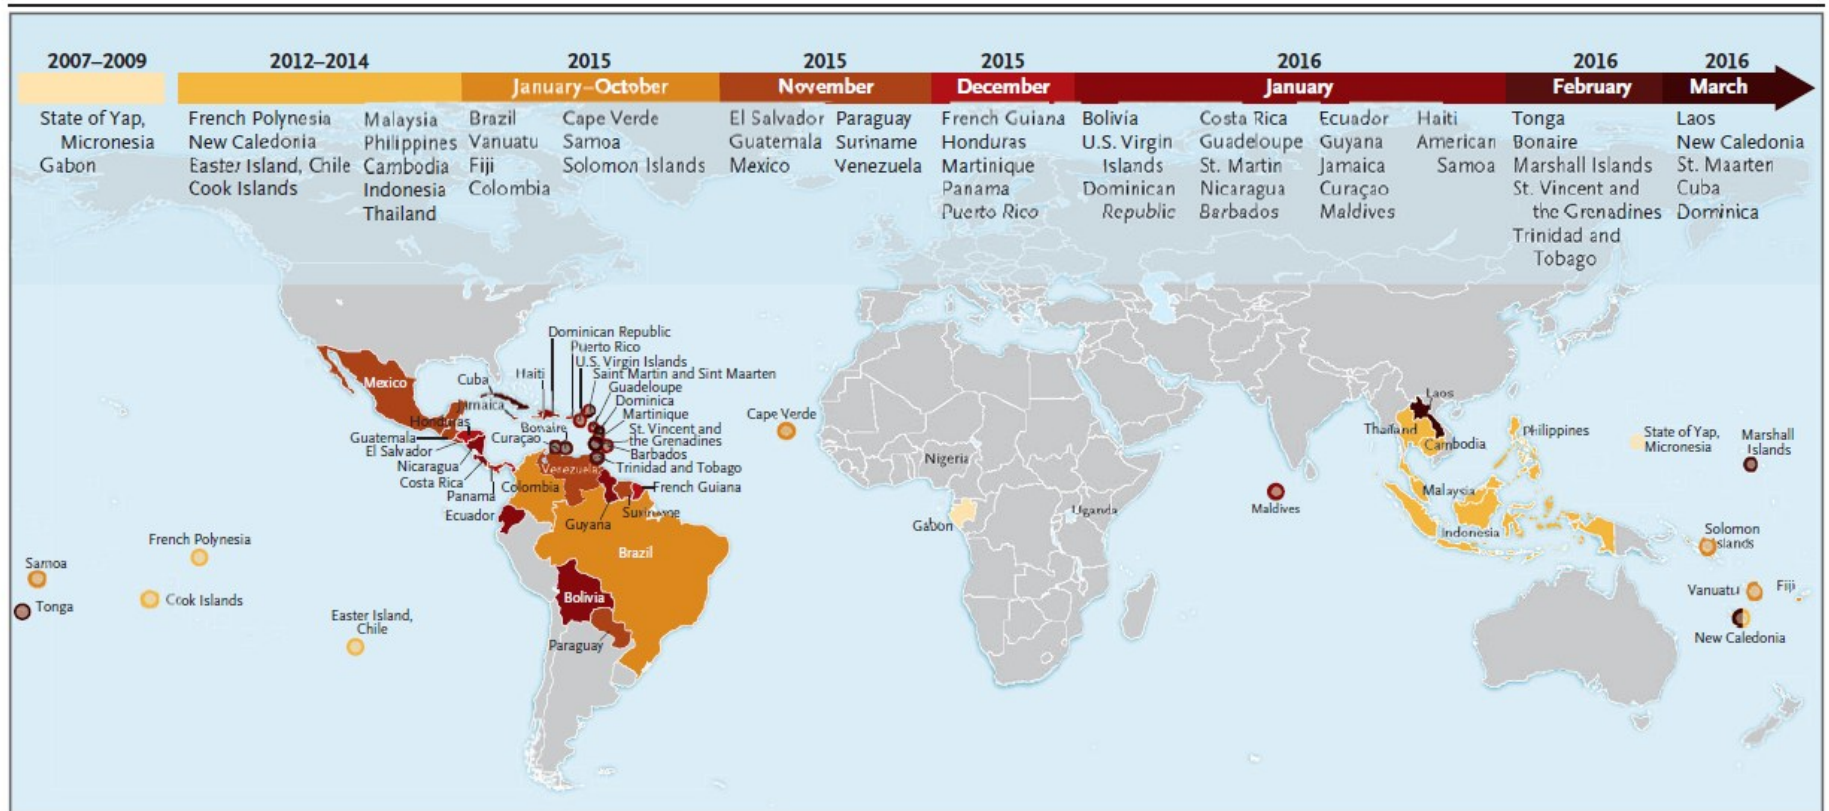 2007–2009
2012–2014
2015
2015
2015
2016
2016
2016
January–October
November
December
January
February
March
State of Yap,
Micronesia
Gabon
French Polynesia
New Caledonia
Easter Island, Chile
Cook Islands
Malaysia
Philippines
Cambodia
Indonesia
Thailand
Brazil
Vanuatu
Fiji
Colombia
Cape Verde
Samoa
Solomon Islands
El Salvador
Guatemala
Mexico
Paraguay
Suriname
Venezuela
French Guiana
Honduras
Martinique
Panama
Puerto Rico
Bolivia
U.S. Virgin
Islands
Dominican
Republic
Costa Rica
Guadeloupe
St. Martin
Nicaragua
Barbados
Ecuador
Guyana
Jamaica
Curaçao
Maldives
Haiti
American
Samoa
Tonga
Bonaire
Marshall Islands
St. Vincent and
the Grenadines
Trinidad and
Tobago
Laos
New Caledonia
St. Maarten
Cuba
Dominica
Dominican Republic
Puerto Rico
U.S. Virgin Islands
Saint Martin and Sint Maarten
Guadeloupe
Dominica
Martinique
St. Vincent and
the Grenadines
Barbados
Trinidad and Tobago
French Guiana
Haiti
Cuba
Jamaica
Mexico
Honduras
Bonaire
Curaçao
Guatemala
El Salvador
Nicaragua
Costa Rica
Panama
Venezuela
Colombia
Ecuador
Guyana
Suriname
Brazil
Bolivia
Paraguay
Cape Verde
Nigeria
Gabon
Uganda
Maldives
Laos
Thailand
Cambodia
Philippines
Malaysia
Indonesia
State of Yap,
Micronesia
Marshall
Islands
Solomon
Islands
Vanuatu
Fiji
New Caledonia
French Polynesia
Samoa
Cook Islands
Tonga
Easter Island,
Chile